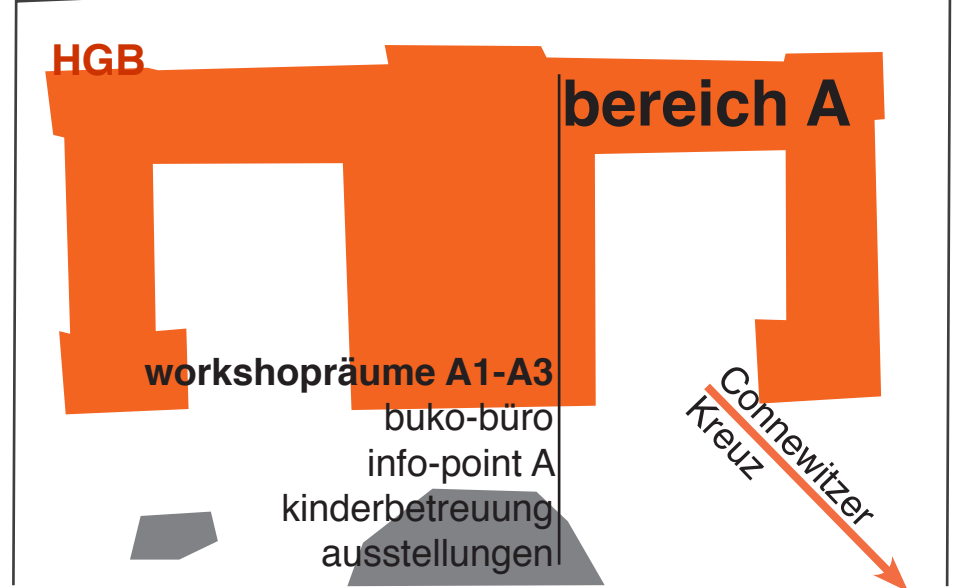 HGB
bereich A
workshopräume A1-A3
buko-büro
info-point A
kinderbetreuung
ausstellungen
Connewitzer
Kreuz